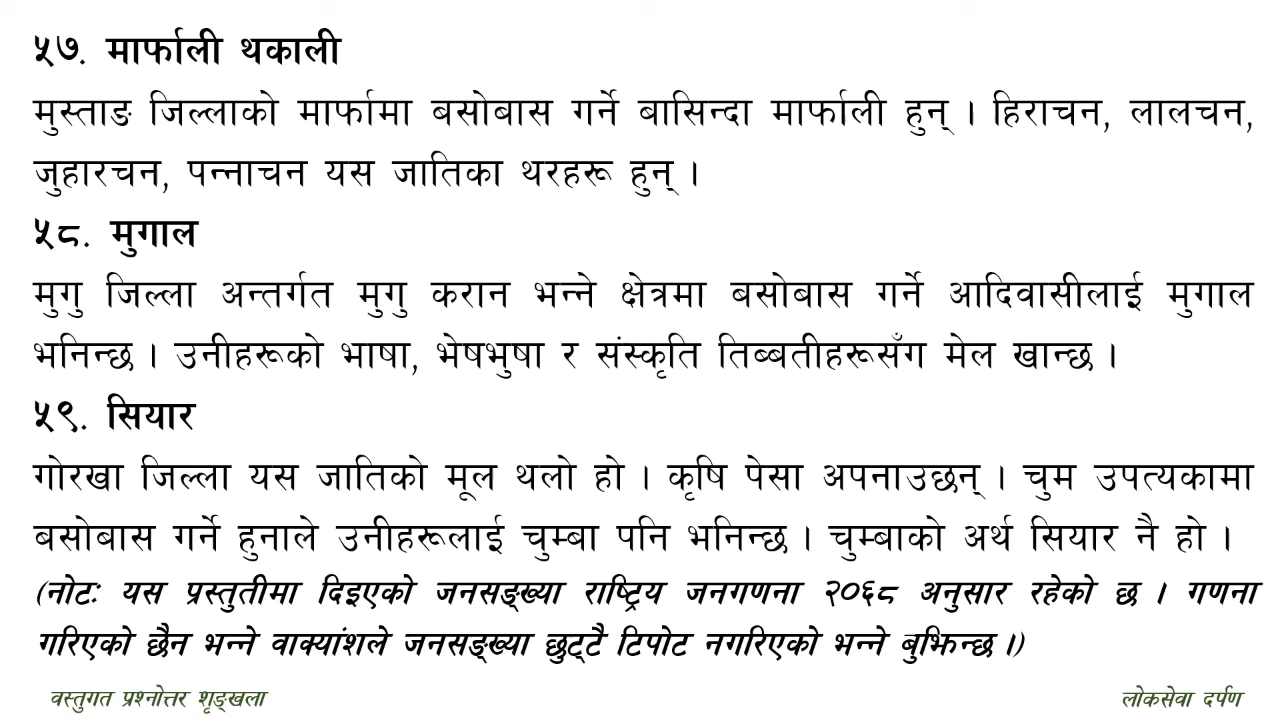 ५७. मार्फाली थकाली
मुस्ताङ जिल्लाको मार्फामा बसोबास गर्ने बासिन्दा मार्फाली हुन् । हिराचन, लालचन,
जुहारचन, पन्नाचन यस जातिका थरहरू हुन् ।
५८. मुगाल
मुगु जिल्ला अन्तर्गत मुगु करान भन्ने क्षेत्रमा बसोबास गर्ने आदिवासीलाई मुगाल
भनिन्छ । उनीहरूको भाषा, भेषभुषा र संस्कृति तिब्बतीहरूसँग मेल खान्छ ।
५९. सियार
गोरखा जिल्ला यस जातिको मूल थलो हो । कृषि पेसा अपनाउछन् । चुम उपत्यकामा
बसोबास गर्ने हुनाले उनीहरूलाई चुम्बा पनि भनिन्छ । चुम्बाको अर्थ सियार नै हो ।
(नोटः यस प्रस्तुतीमा दिइएको जनसङ्ख्या राष्ट्रिय जनगणना २०६८ अनुसार रहेको छ । गणना
गरिएको छैन भन्ने वाक्यांशले जनसङ्ख्या छुट्टै टिपोट नगरिएको भन्ने बुझिन्छ ।)
वस्तुगत प्रश्नोत्तर शृङ्खला
लोकसेवा दर्पण